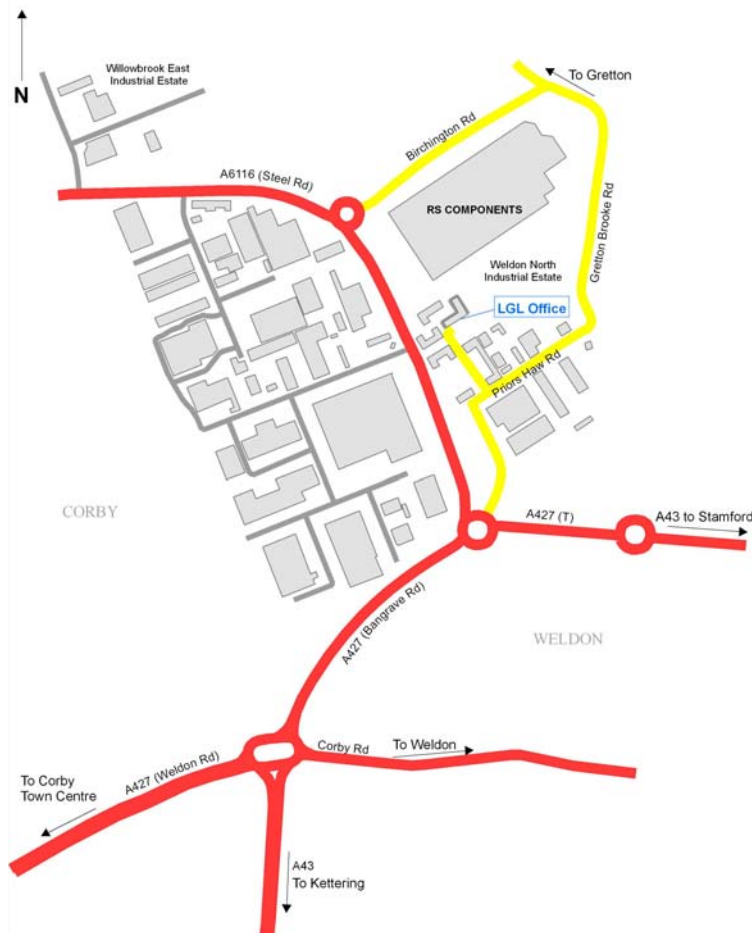 Willowbrook East
Industrial Estate
N
To Gretton
Birchington Rd
A6116 (Steel Rd)
RS COMPONENTS
Gretton Brooke Rd
Weldon North
Industrial Estate
LGL Office
Priors Haw Rd
CORBY
A427 (T)
A43 to Stamford
A427 (Bangrave Rd)
WELDON
Corby Rd
To Weldon
To Corby
Town Centre
A427 (Weldon Rd)
A43
To Kettering